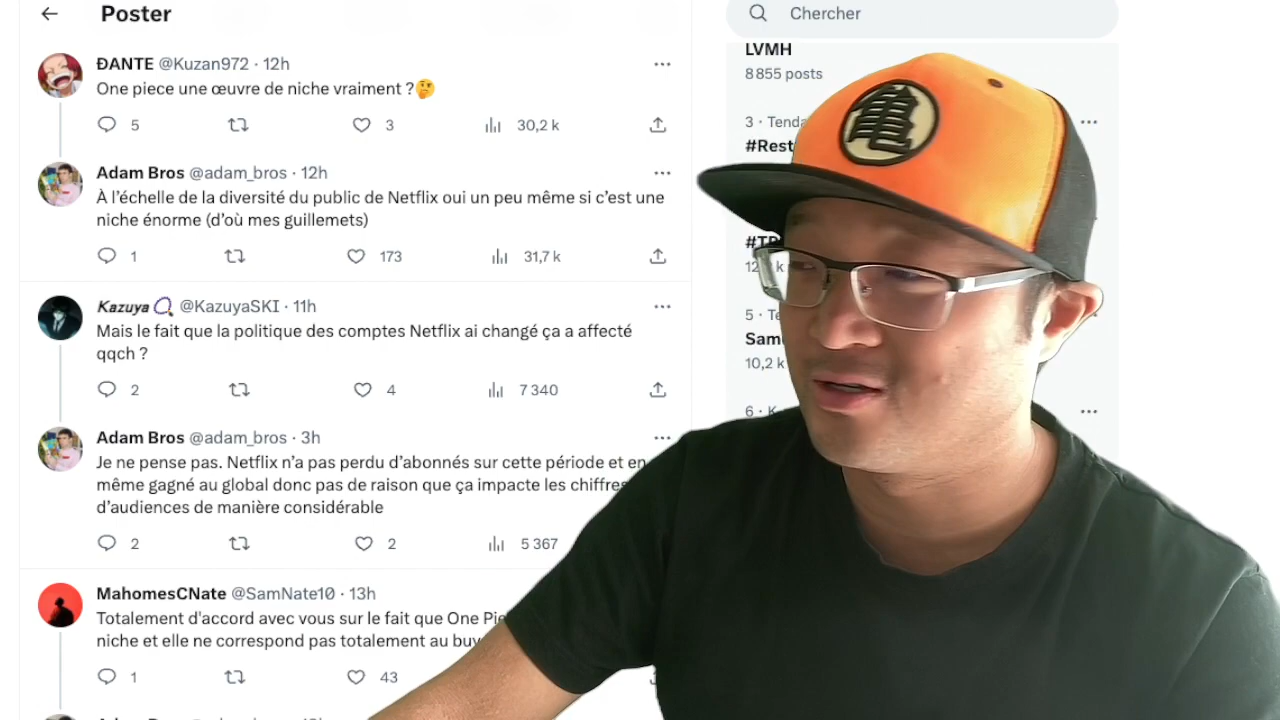 Poster
Chercher
ĐANTE @Kuzan972 · 12h
One piece une œuvre de niche vraiment ?🤔
5 3 30,2 k
Adam Bros @adam_bros · 12h
À l’échelle de la diversité du public de Netflix oui un peu même si c’est une
niche énorme (d’où mes guillemets)
1 173 31,7 k
Kazuya @KazuyaSKI · 11h
Mais le fait que la politique des comptes Netflix ai changé ça a affecté
qqch ?
2 4 7 340
Adam Bros @adam_bros · 3h
Je ne pense pas. Netflix n’a pas perdu d’abonnés sur cette période et en
même gagné au global donc pas de raison que ça impacte les chiffres
d’audiences de manière considérable
2 2 5 367
MahomesCNate @SamNate10 · 13h
Totalement d'accord avec vous sur le fait que One
niche et elle ne correspond pas totalement au
1 43
LVMH
8 855 posts
3 ·
亀
5 ·
10,2 k
6 ·